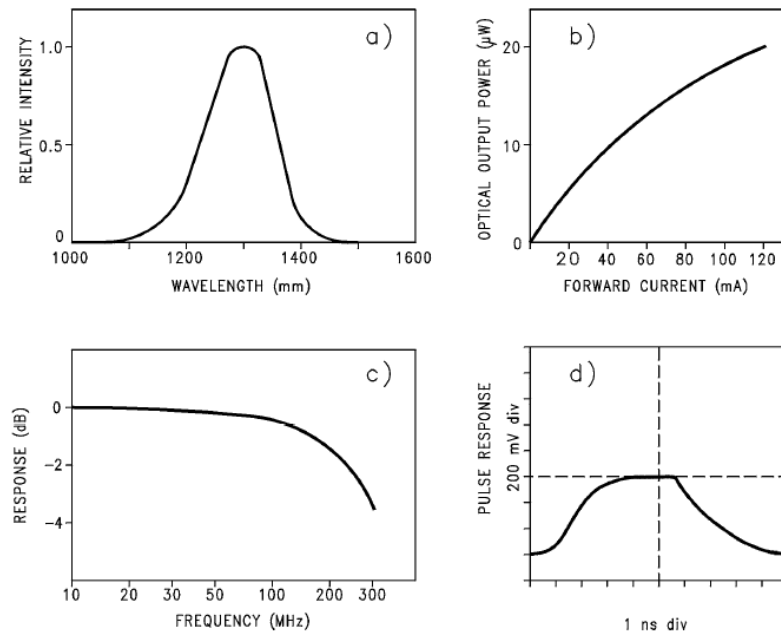 a)
RELATIVE INTENSITY
1.0
0.5
0
1000 1200 1400 1600
WAVELENGTH (mm)
b)
OPTICAL OUTPUT POWER (µW)
20
10
0
20 40 60 80 100 120
FORWARD CURRENT (mA)
c)
RESPONSE (dB)
0
-2
-4
10 20 30 50 100 200 300
FREQUENCY (MHz)
d)
PULSE RESPONSE
200 mV div
1 ns div